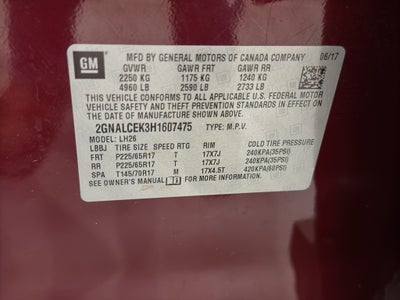 GM
MFD BY GENERAL MOTORS OF CANADA COMPANY 06/17
GVWR GAWR FRT GAWR RR
2250 KG 1175 KG 1240 KG
4960 LB 2590 LB 2733 LB
THIS VEHICLE CONFORMS TO ALL APPLICABLE U.S. FEDERAL MOTOR
VEHICLE SAFETY, BUMPER, AND THEFT PREVENTION STANDARDS IN EFFECT ON
THE DATE OF MANUFACTURE SHOWN ABOVE.
2GNALCEK3H1607475 TYPE: M.P.V.
MODEL: LH26
LBBJ TIRE SIZE SPEED RTG RIM COLD TIRE PRESSURE
FRT P225/65R17 T 17X7J 240KPA(35PSI)
RR P225/65R17 T 17X7J 240KPA(35PSI)
SPA T145/70R17 M 17X4.5T 420KPA(60PSI)
SEE OWNER'S MANUAL FOR MORE INFORMATION.